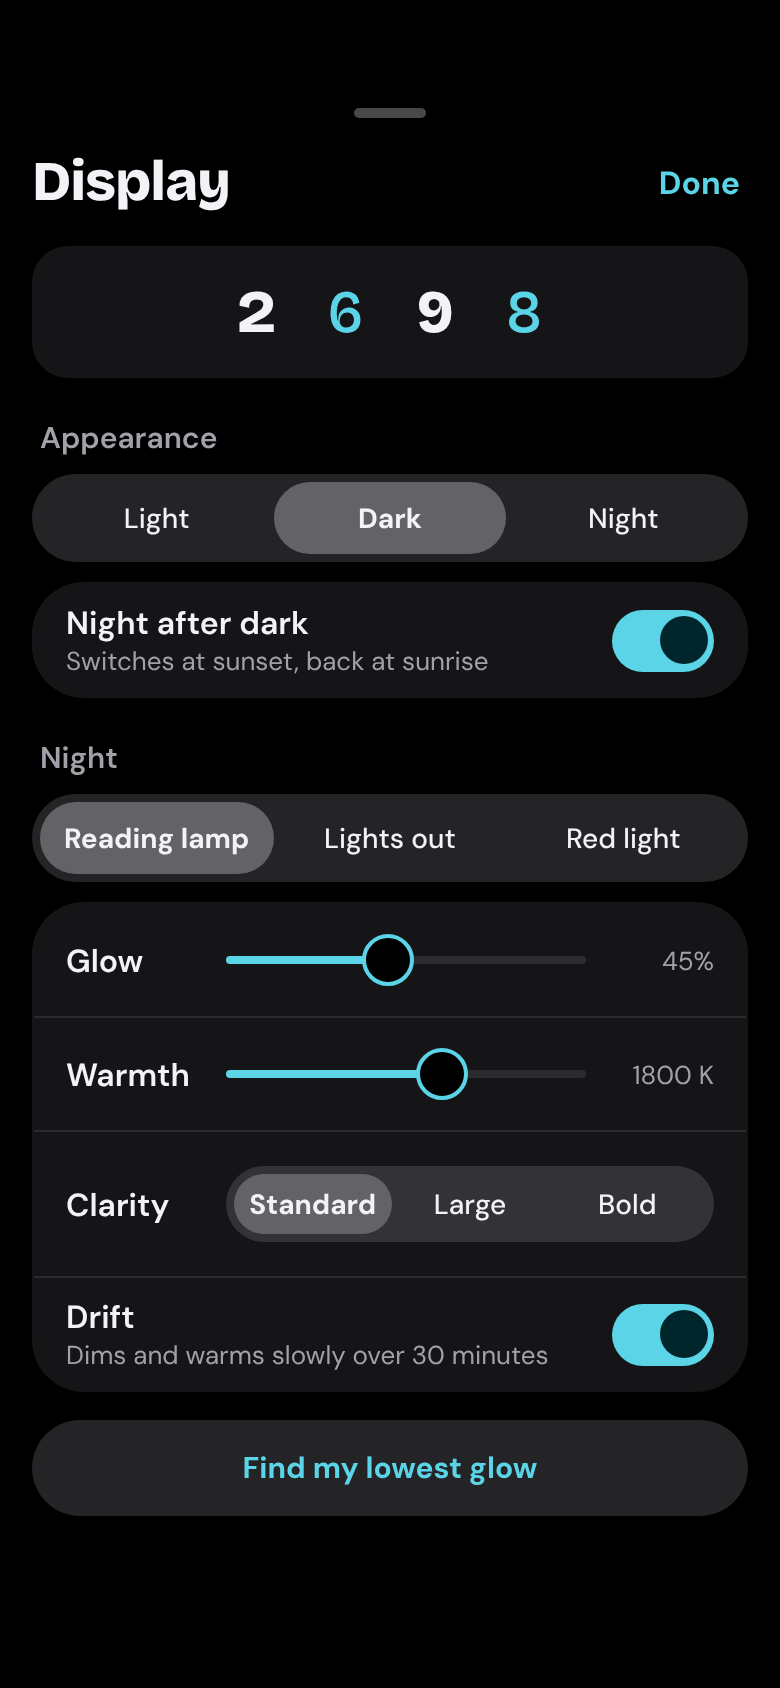 Display
Done
2 6 9 8
Appearance
Light Dark Night
Night after dark
Switches at sunset, back at sunrise
Night
Reading lamp Lights out Red light
Glow 45%
Warmth 1800 K
Clarity Standard Large Bold
Drift
Dims and warms slowly over 30 minutes
Find my lowest glow